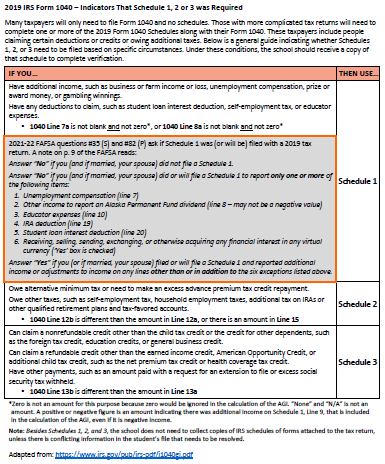 2019 IRS Form 1040 – Indicators That Schedule 1, 2 or 3 was Required
Many taxpayers will only need to file Form 1040 and no schedules. Those with more complicated tax returns will need to
complete one or more of the 2019 Form 1040 Schedules along with their Form 1040. These taxpayers include people
claiming certain deductions or credits or owing additional taxes. Below is a general guide indicating whether Schedules
1, 2, or 3 need to be filed based on specific circumstances. Under these conditions, the school should receive a copy of
that schedule to complete verification.
IF YOU... THEN USE...
Have additional income, such as business or farm income or loss, unemployment compensation, prize or
award money, or gambling winnings.
Have any deductions to claim, such as student loan interest deduction, self-employment tax, or educator
expenses.
• 1040 Line 7a is not blank and not zero*, or 1040 Line 8a is not blank and not zero*
2021-22 FAFSA questions #35 (S) and #82 (P) ask if Schedule 1 was (or will be) filed with a 2019 tax
return. A note on p. 9 of the FAFSA reads:
Answer "No" if you (and if married, your spouse) did not file a Schedule 1.
Answer "No" if you (and if married, your spouse) did or will file a Schedule 1 to report only one or more of
the following items:
1. Unemployment compensation (line 7)
2. Other income to report an Alaska Permanent Fund dividend (line 8 – may not be a negative value)
3. Educator expenses (line 10)
4. IRA deduction (line 19)
5. Student loan interest deduction (line 20)
6. Receiving, selling, sending, exchanging, or otherwise acquiring any financial interest in any virtual
currency ("Yes" box is checked)
Answer "Yes" if you (or if married, your spouse) filed or will file a Schedule 1 and reported additional
income or adjustments to income on any lines other than or in addition to the six exceptions listed above.
Schedule 1
Owe alternative minimum tax or need to make an excess advance premium tax credit repayment.
Owe other taxes, such as self-employment tax, household employment taxes, additional tax on IRAs or
other qualified retirement plans and tax-favored accounts.
• 1040 Line 12b is different than the amount in Line 12a, or there is an amount in Line 15
Schedule 2
Can claim a nonrefundable credit other than the child tax credit or the credit for other dependents, such
as the foreign tax credit, education credits, or general business credit.
Can claim a refundable credit other than the earned income credit, American Opportunity Credit, or
additional child tax credit, such as the net premium tax credit or health coverage tax credit.
Have other payments, such as an amount paid with a request for an extension to file or excess social
security tax withheld.
• 1040 Line 13b is different than the amount in Line 13a
Schedule 3
*Zero is not an amount for this purpose because zero would be ignored in the calculation of the AGI. "None" and "N/A" is not an
amount. A positive or negative figure is an amount indicating there was additional income on Schedule 1, Line 9, that is included
in the calculation of the AGI, even if it is negative income.
Note: Besides Schedules 1, 2, and 3, the school does not need to collect copies of IRS schedules of forms attached to the tax return,
unless there is conflicting information in the student's file that needs to be resolved.
Adapted from: https://www.irs.gov/pub/irs-pdf/i1040gi.pdf